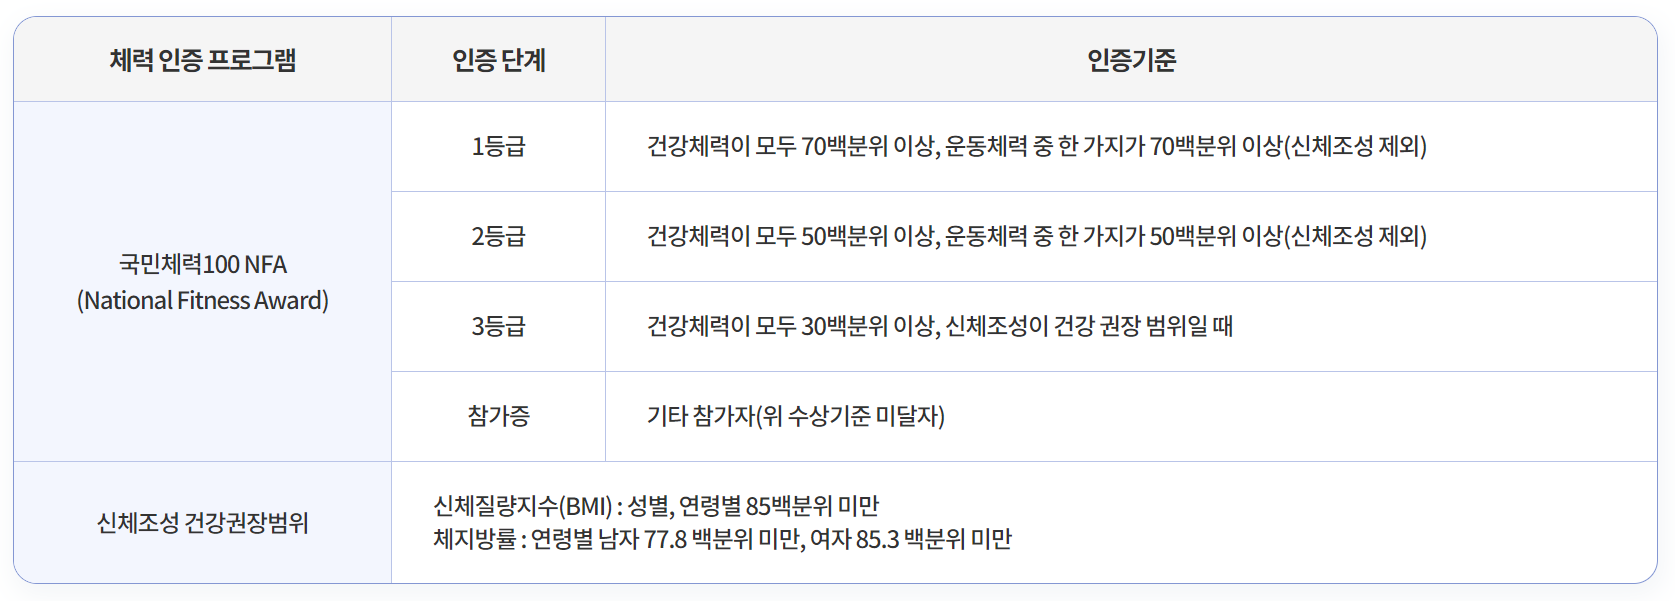 체력 인증 프로그램
인증 단계
인증기준
국민체력100 NFA
(National Fitness Award)
1등급
건강체력이 모두 70백분위 이상, 운동체력 중 한 가지가 70백분위 이상(신체조성 제외)
2등급
건강체력이 모두 50백분위 이상, 운동체력 중 한 가지가 50백분위 이상(신체조성 제외)
3등급
건강체력이 모두 30백분위 이상, 신체조성이 건강 권장 범위일 때
참가증
기타 참가자(위 수상기준 미달자)
신체조성 건강권장범위
신체질량지수(BMI) : 성별, 연령별 85백분위 미만
체지방률 : 연령별 남자 77.8 백분위 미만, 여자 85.3 백분위 미만